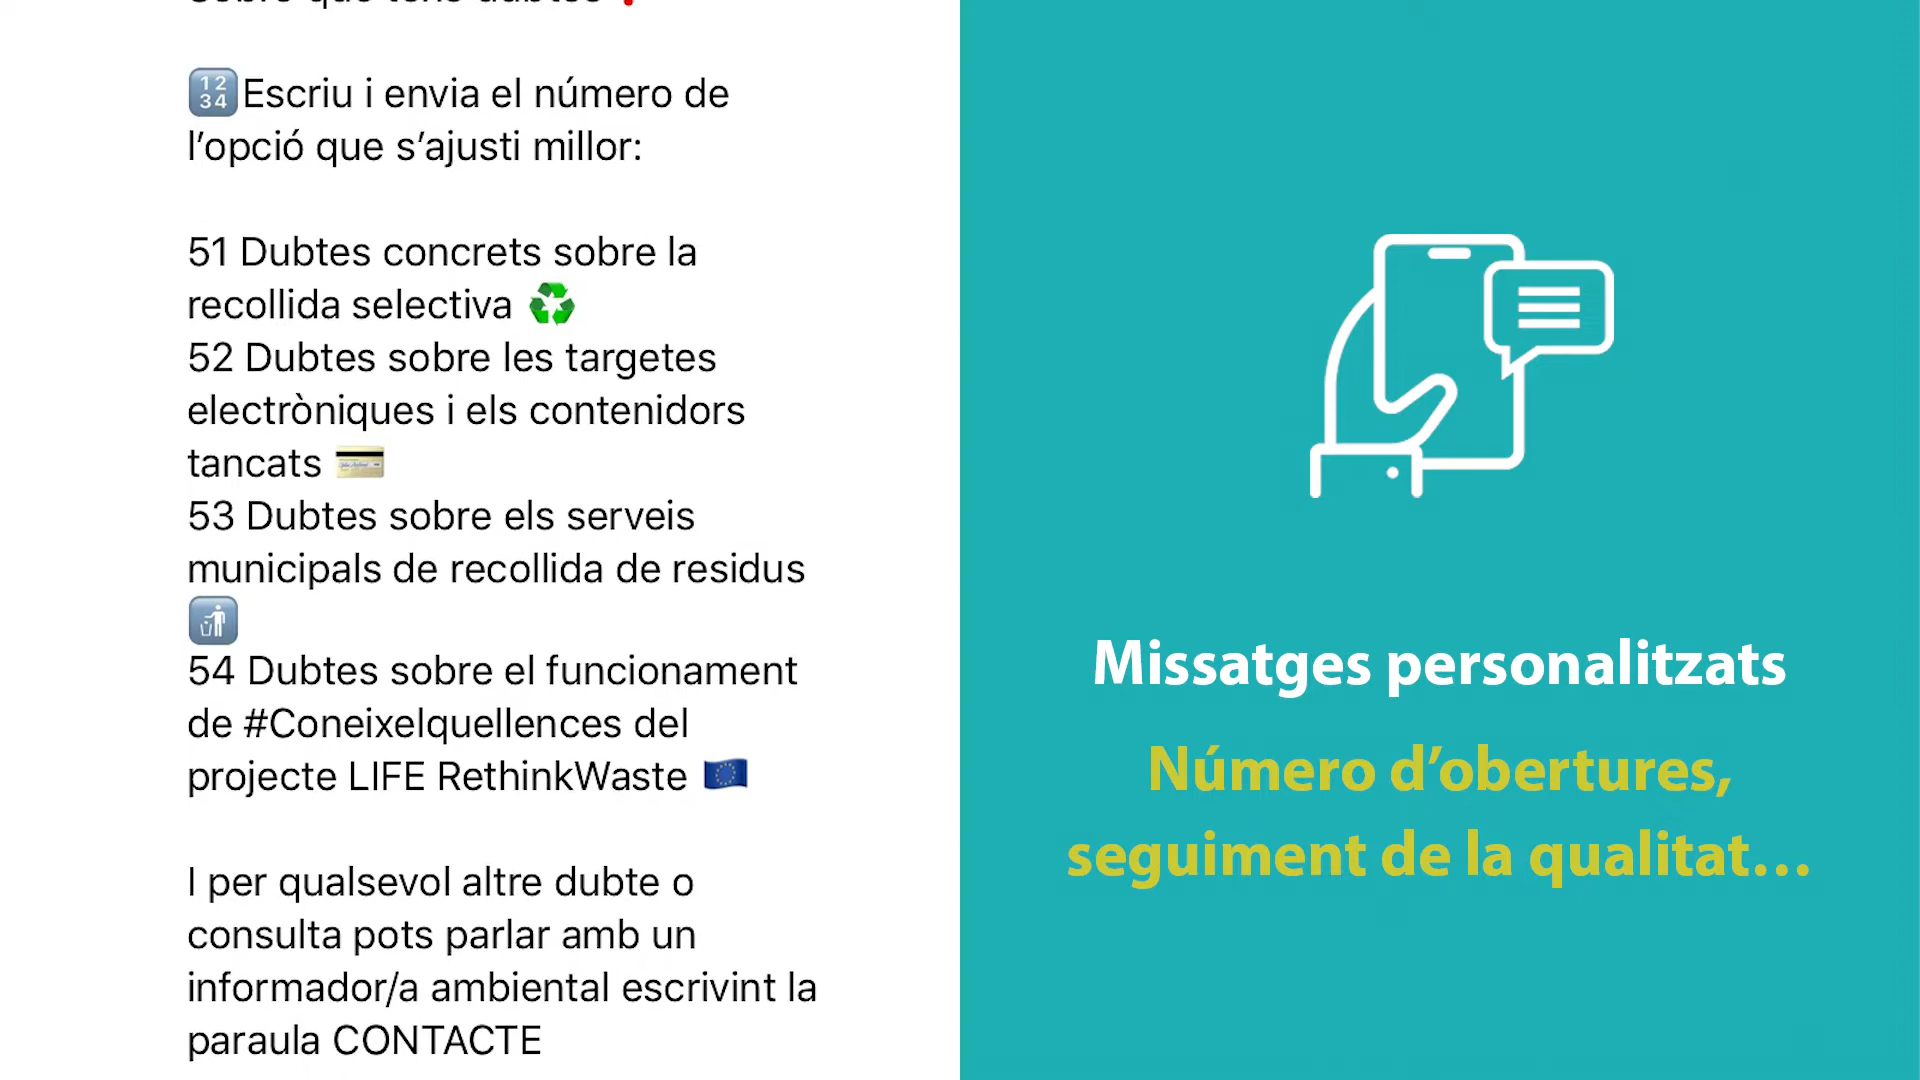 🔢Escriu i envia el número de
l’opció que s’ajusti millor:
51 Dubtes concrets sobre la
recollida selectiva ♻️
52 Dubtes sobre les targetes
electròniques i els contenidors
tancats 💳
53 Dubtes sobre els serveis
municipals de recollida de residus
🚮
54 Dubtes sobre el funcionament
de #Coneixelquellences del
projecte LIFE RethinkWaste 🇪🇺
I per qualsevol altre dubte o
consulta pots parlar amb un
informador/a ambiental escrivint la
paraula CONTACTE
Missatges personalitzats
Número d’obertures,
seguiment de la qualitat…